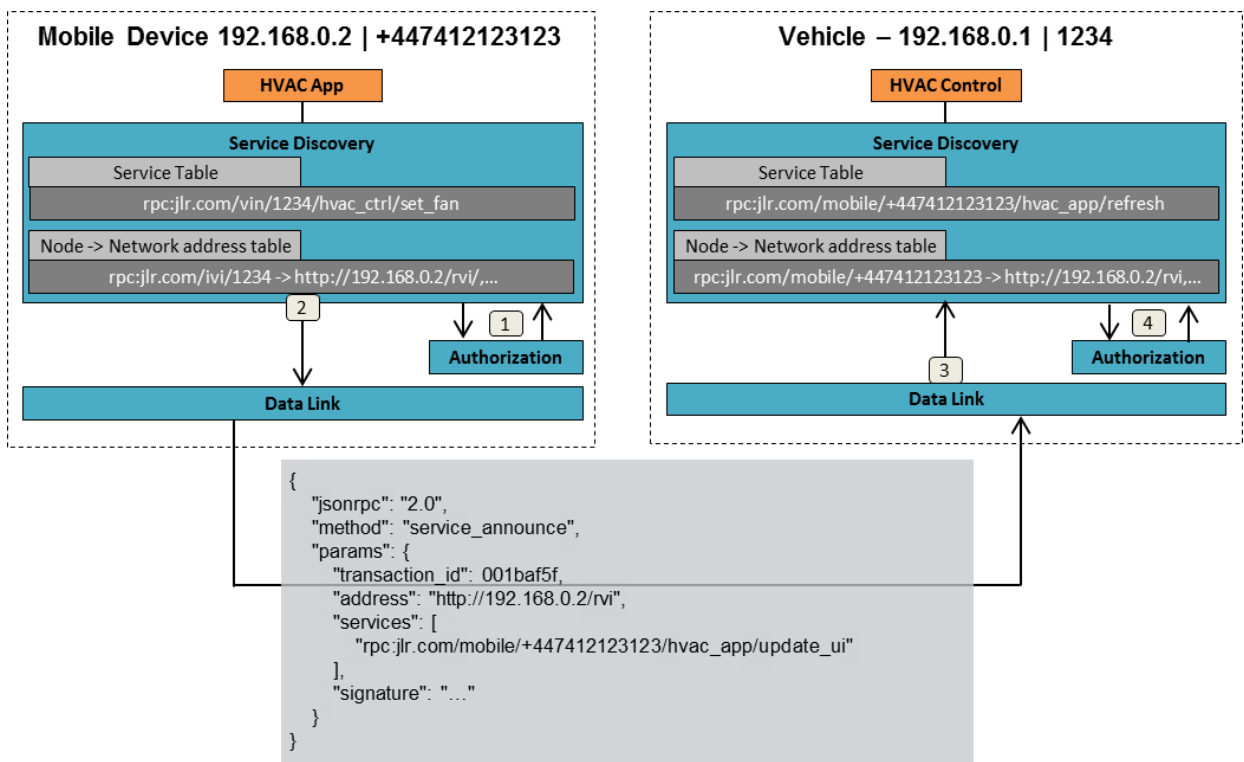 Mobile Device 192.168.0.2 | +447412123123
HVAC App
Service Discovery
Service Table
rpc:jlr.com/vin/1234/hvac_ctrl/set_fan
Node -> Network address table
rpc:jlr.com/ivi/1234 -> http://192.168.0.2/rvi/,...
2
1
Authorization
Data Link
Vehicle – 192.168.0.1 | 1234
HVAC Control
Service Discovery
Service Table
rpc:jlr.com/mobile/+447412123123/hvac_app/refresh
Node -> Network address table
rpc:jlr.com/mobile/+447412123123 -> http://192.168.0.2/rvi,...
3
4
Authorization
Data Link
{
"jsonrpc": "2.0",
"method": "service_announce",
"params": {
"transaction_id": 001baf5f,
"address": "http://192.168.0.2/rvi",
"services": [
"rpc:jlr.com/mobile/+447412123123/hvac_app/update_ui"
],
"signature": "…"
}
}